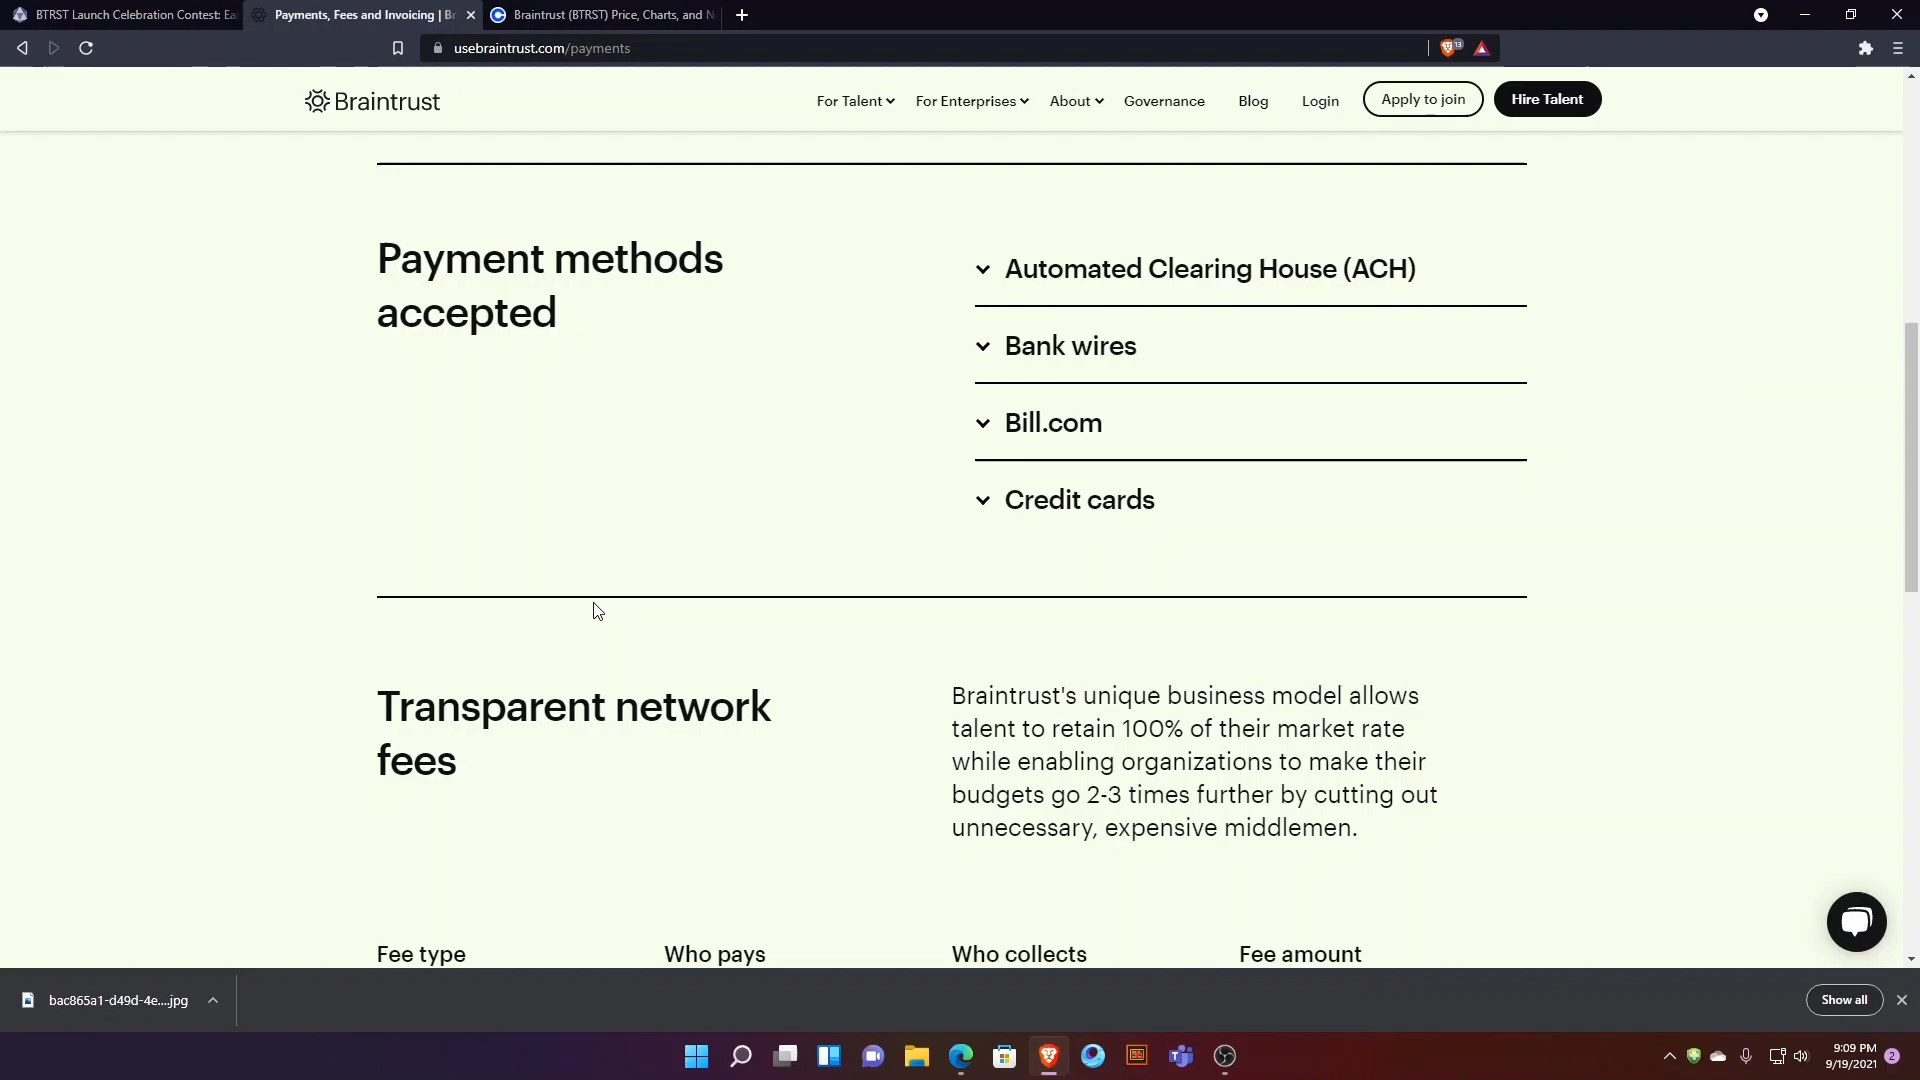 BTRST Launch Celebration Contest: Ea
Payments, Fees and Invoicing | Br
Braintrust (BTRST) Price, Charts, and N
usebraintrust.com/payments
13
Braintrust
For Talent
For Enterprises
About
Governance
Blog
Login
Apply to join
Hire Talent
Payment methods
accepted
Automated Clearing House (ACH)
Bank wires
Bill.com
Credit cards
Transparent network
fees
Braintrust's unique business model allows
talent to retain 100% of their market rate
while enabling organizations to make their
budgets go 2-3 times further by cutting out
unnecessary, expensive middlemen.
Fee type
Who pays
Who collects
Fee amount
bac865a1-d49d-4e....jpg
Show all
9:09 PM
9/19/2021
2